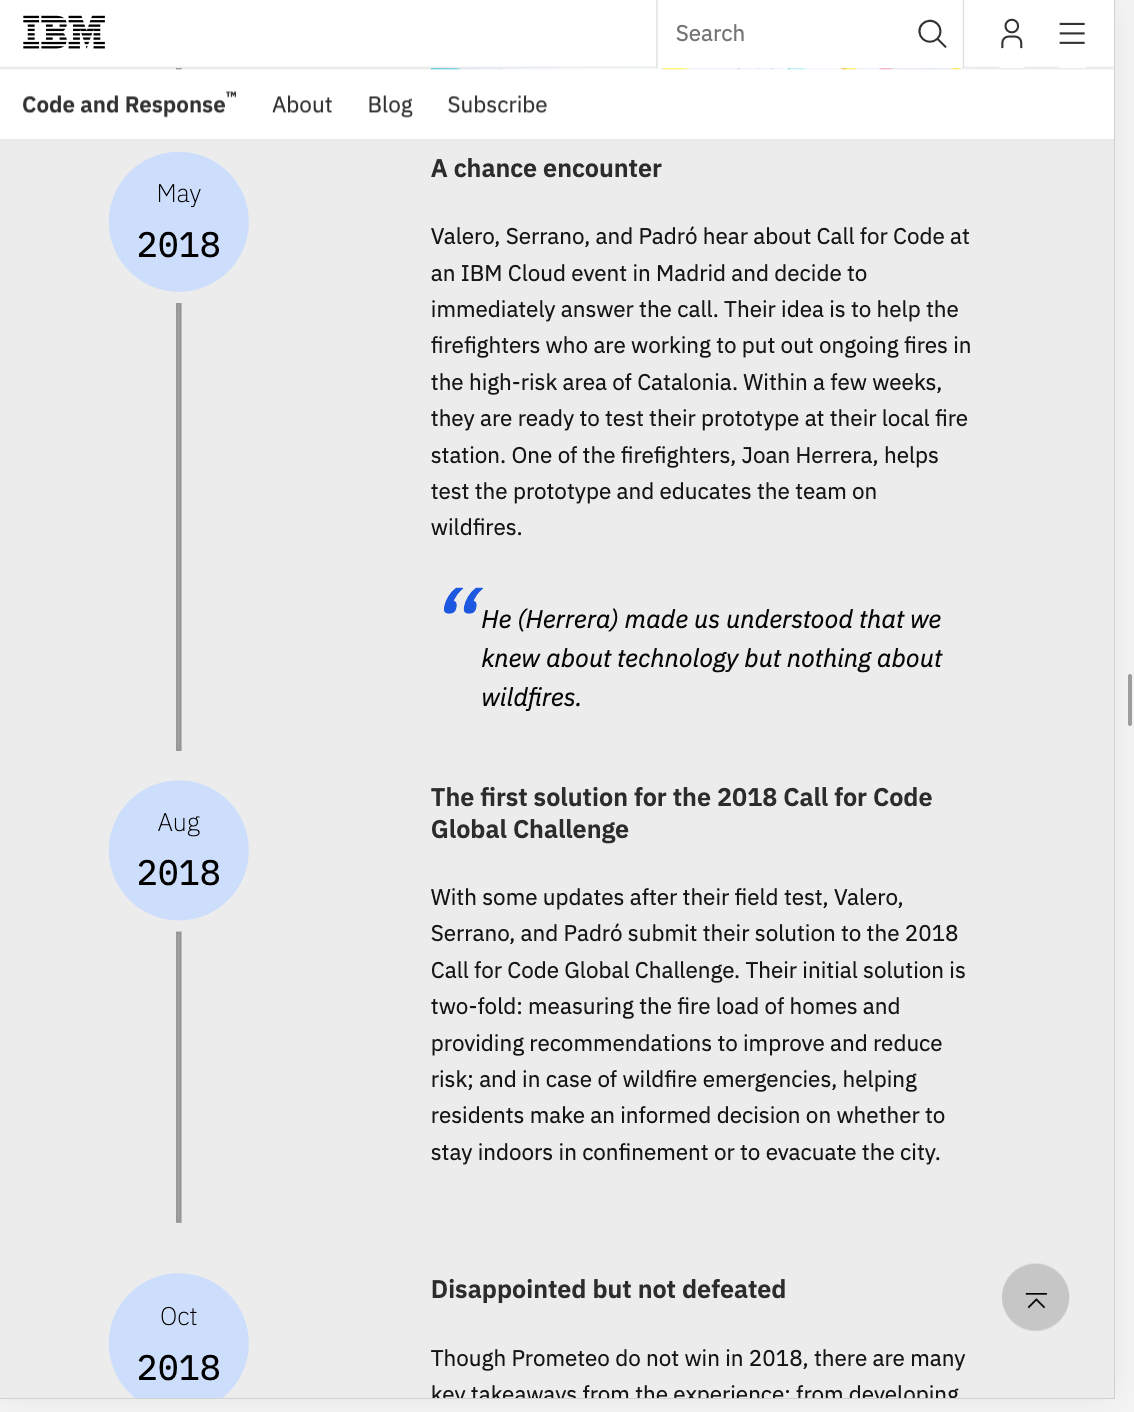 IBM
Search
Code and Response™ About Blog Subscribe
May
2018
A chance encounter
Valero, Serrano, and Padró hear about Call for Code at
an IBM Cloud event in Madrid and decide to
immediately answer the call. Their idea is to help the
firefighters who are working to put out ongoing fires in
the high-risk area of Catalonia. Within a few weeks,
they are ready to test their prototype at their local fire
station. One of the firefighters, Joan Herrera, helps
test the prototype and educates the team on
wildfires.
“He (Herrera) made us understood that we
knew about technology but nothing about
wildfires.
Aug
2018
The first solution for the 2018 Call for Code
Global Challenge
With some updates after their field test, Valero,
Serrano, and Padró submit their solution to the 2018
Call for Code Global Challenge. Their initial solution is
two-fold: measuring the fire load of homes and
providing recommendations to improve and reduce
risk; and in case of wildfire emergencies, helping
residents make an informed decision on whether to
stay indoors in confinement or to evacuate the city.
Oct
2018
Disappointed but not defeated
Though Prometeo do not win in 2018, there are many
key takeaways from the experience: from developing